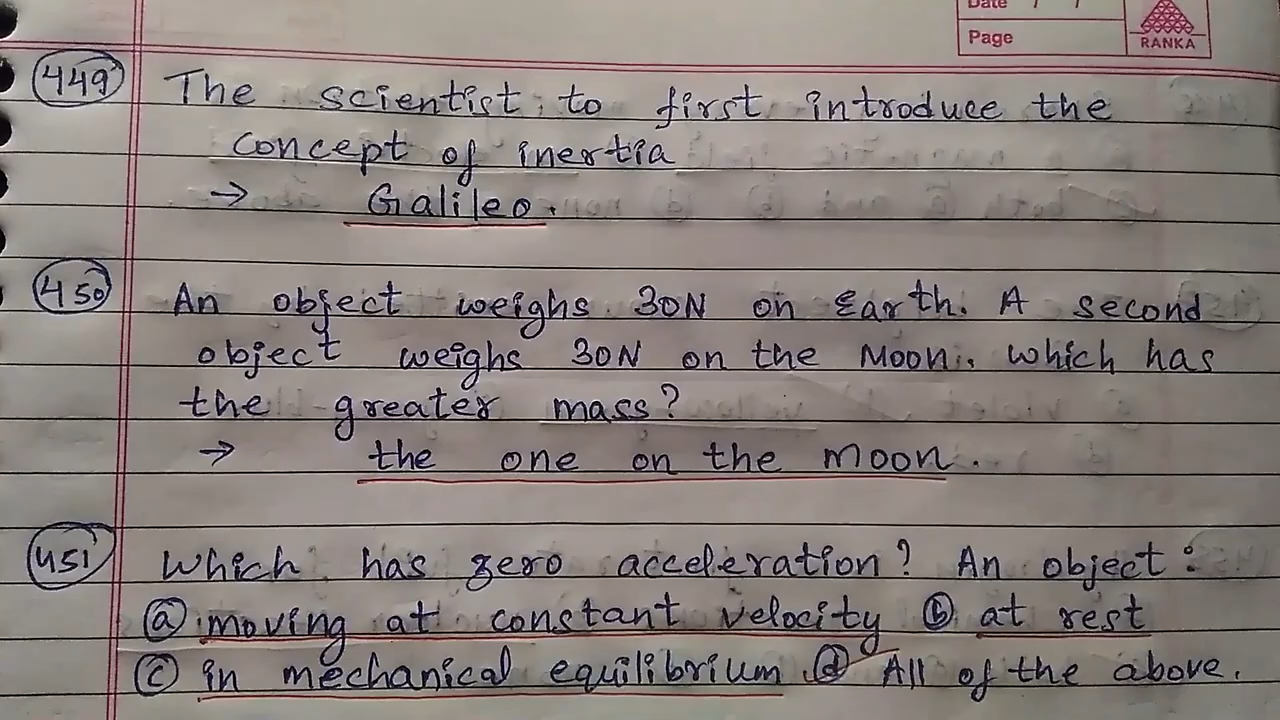 Date / /
Page
RANKA
449 The scientist to first introduce the
concept of inertia
→ Galileo.
450 An object weighs 30N on Earth. A second
object weighs 30N on the Moon. which has
the greater mass?
→ the one on the moon.
451 which has zero acceleration? An object:
(a) moving at constant velocity (b) at rest
(c) in mechanical equilibrium (d) All of the above.